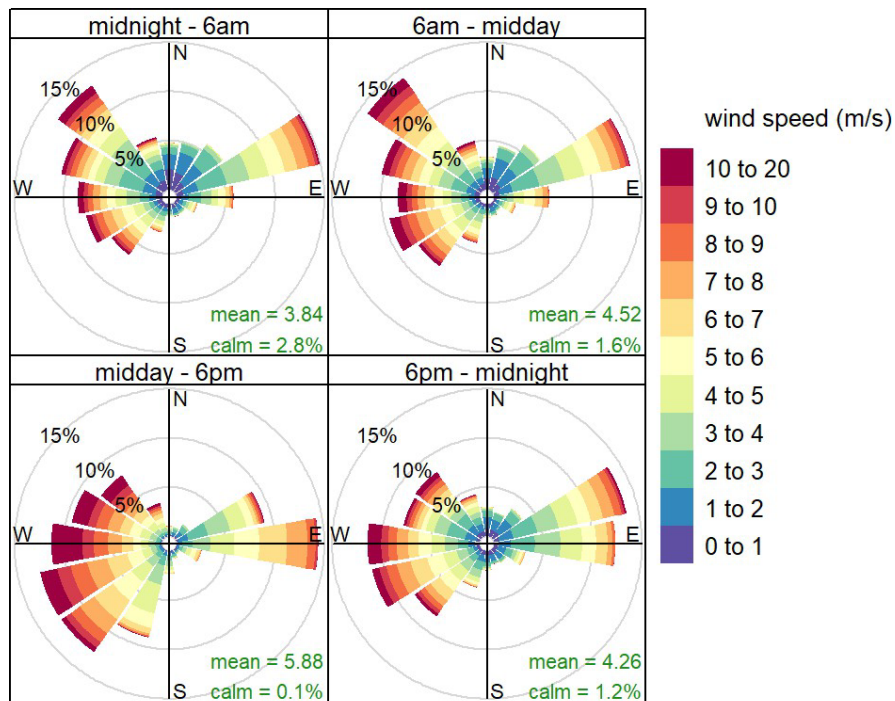 midnight - 6am
N
15%
10%
5%
W
E
mean = 3.84
S
calm = 2.8%
6am - midday
N
15%
10%
5%
W
E
mean = 4.52
S
calm = 1.6%
midday - 6pm
N
15%
10%
5%
W
E
mean = 5.88
S
calm = 0.1%
6pm - midnight
N
15%
10%
5%
W
E
mean = 4.26
S
calm = 1.2%
wind speed (m/s)
10 to 20
9 to 10
8 to 9
7 to 8
6 to 7
5 to 6
4 to 5
3 to 4
2 to 3
1 to 2
0 to 1